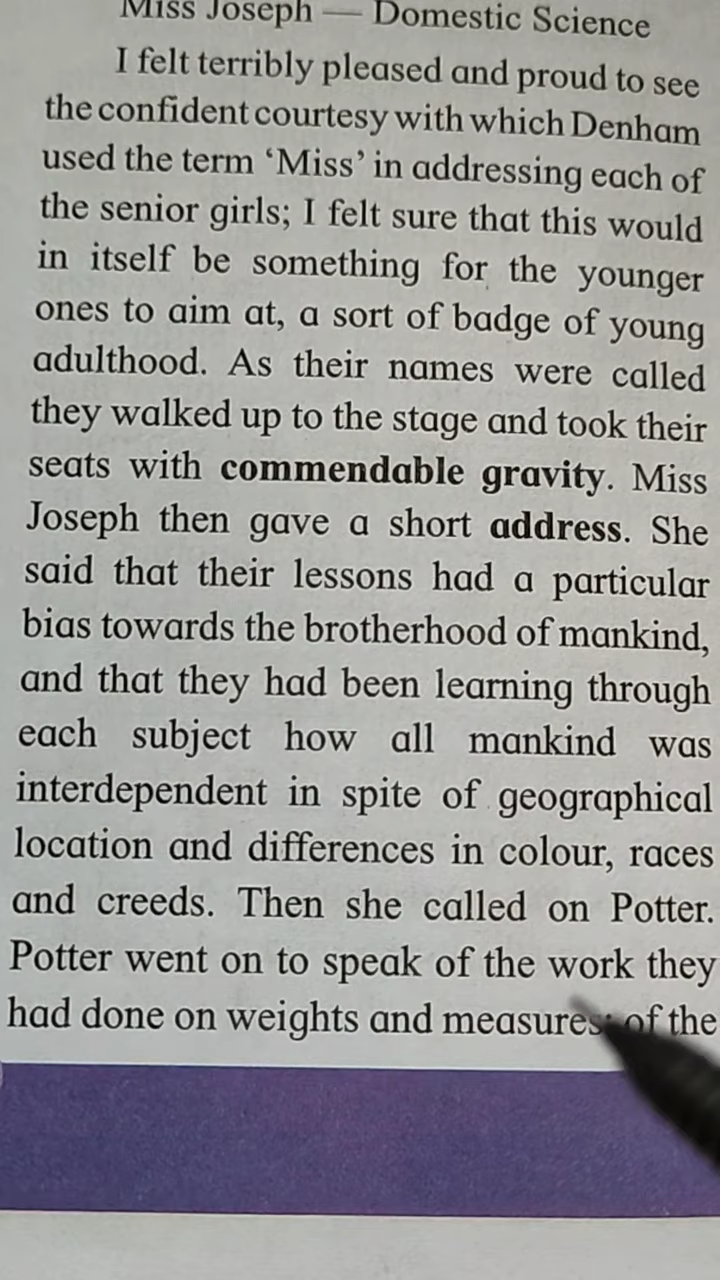 Miss Joseph — Domestic Science
I felt terribly pleased and proud to see
the confident courtesy with which Denham
used the term ‘Miss’ in addressing each of
the senior girls; I felt sure that this would
in itself be something for the younger
ones to aim at, a sort of badge of young
adulthood. As their names were called
they walked up to the stage and took their
seats with commendable gravity. Miss
Joseph then gave a short address. She
said that their lessons had a particular
bias towards the brotherhood of mankind,
and that they had been learning through
each subject how all mankind was
interdependent in spite of geographical
location and differences in colour, races
and creeds. Then she called on Potter.
Potter went on to speak of the work they
had done on weights and measures; of the